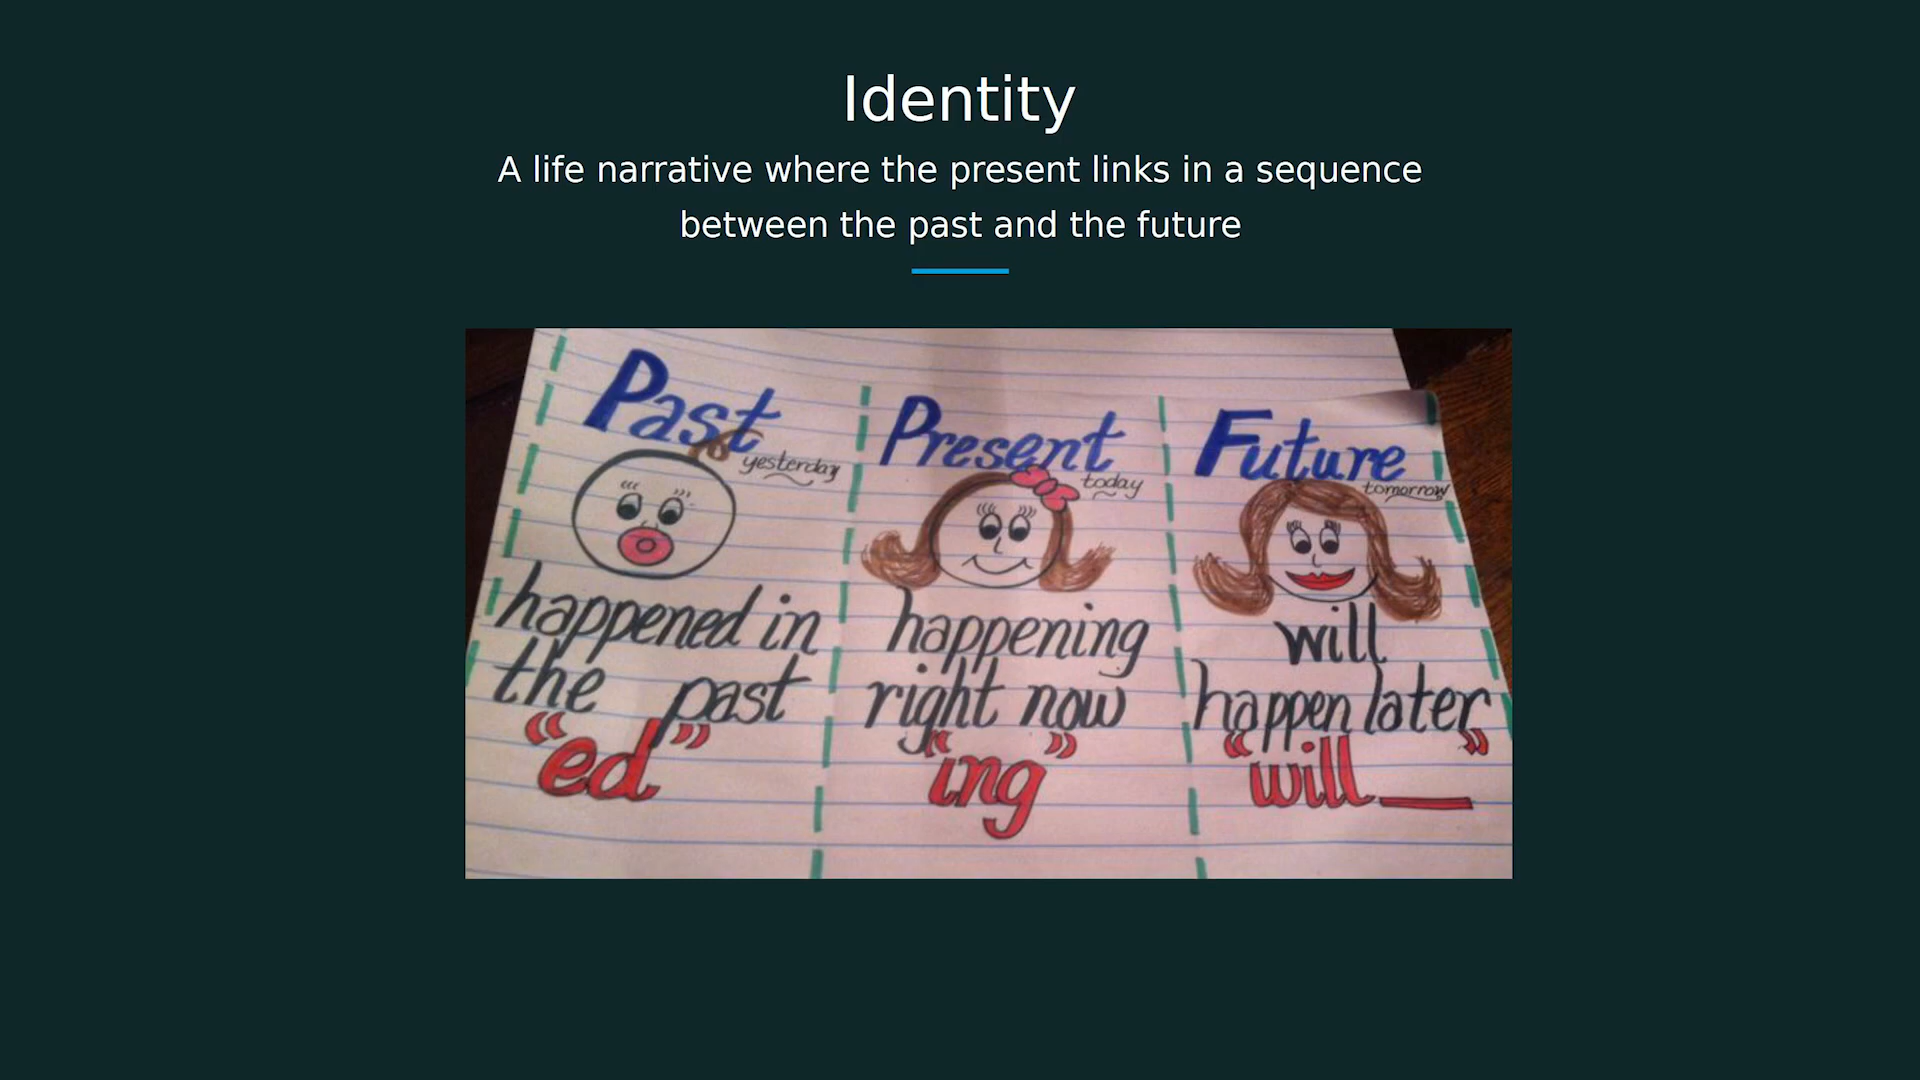 Identity
A life narrative where the present links in a sequence
between the past and the future
Past
yesterday
happened in
the past
"ed"
Present
today
happening
right now
"ing"
Future
tomorrow
will
happen later
"will__"